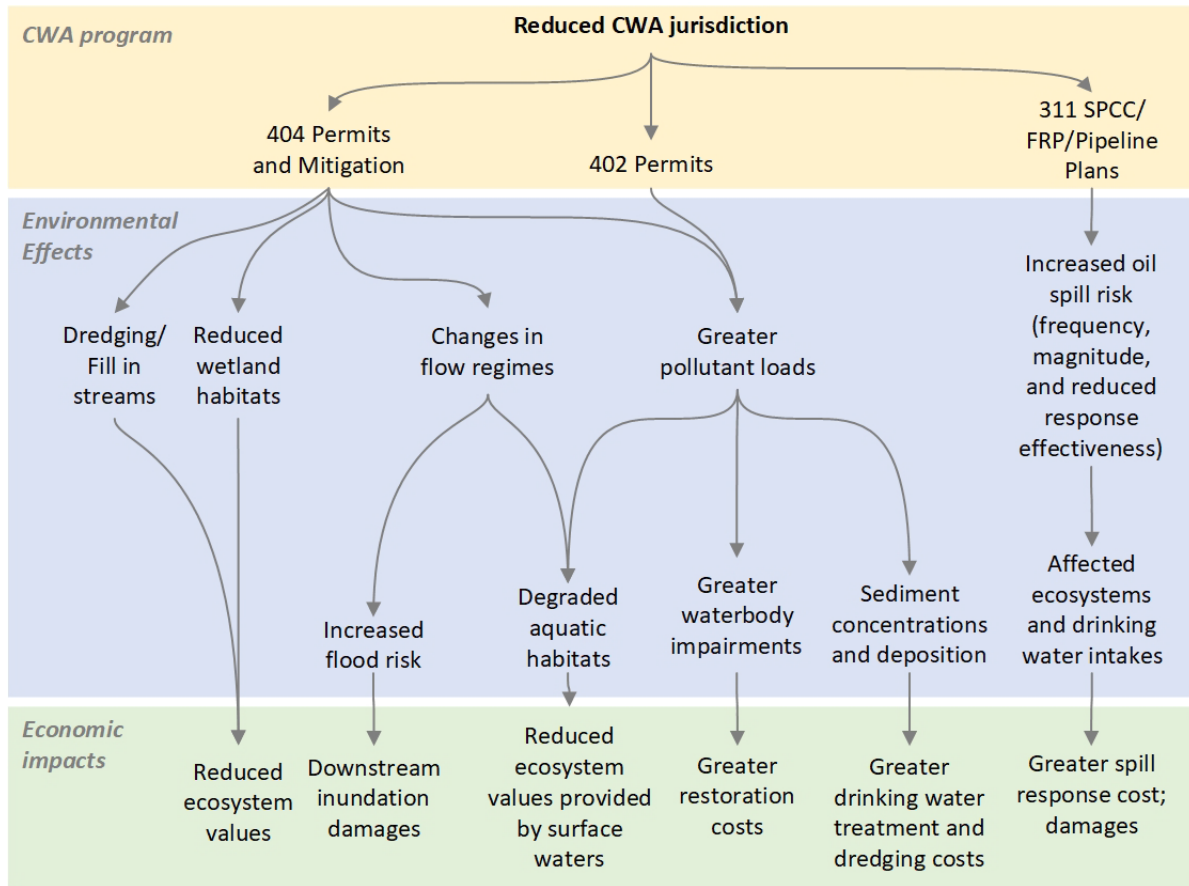 CWA program
Reduced CWA jurisdiction
404 Permits
and Mitigation
402 Permits
311 SPCC/
FRP/Pipeline
Plans
Environmental
Effects
Dredging/
Fill in
streams
Reduced
wetland
habitats
Changes in
flow regimes
Greater
pollutant loads
Increased oil
spill risk
(frequency,
magnitude,
and reduced
response
effectiveness)
Increased
flood risk
Degraded
aquatic
habitats
Greater
waterbody
impairments
Sediment
concentrations
and deposition
Affected
ecosystems
and drinking
water intakes
Economic
impacts
Reduced
ecosystem
values
Downstream
inundation
damages
Reduced
ecosystem
values provided
by surface
waters
Greater
restoration
costs
Greater
drinking water
treatment and
dredging costs
Greater spill
response cost;
damages